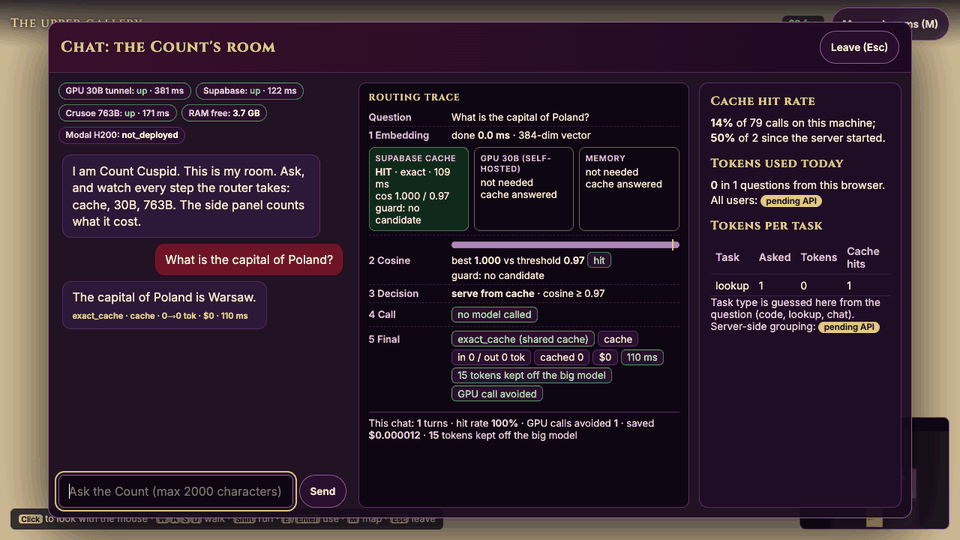 THE UPPER GALLERY
(M)
CHAT: THE COUNT'S ROOM
Leave (Esc)
GPU 30B tunnel: up · 381 ms
Supabase: up · 122 ms
Crusoe 763B: up · 171 ms
RAM free: 3.7 GB
Modal H200: not_deployed
I am Count Cuspid. This is my room. Ask,
and watch every step the router takes:
cache, 30B, 763B. The side panel counts
what it cost.
What is the capital of Poland?
The capital of Poland is Warsaw.
exact_cache · cache · 0→0 tok · $0 · 110 ms
Ask the Count (max 2000 characters)
Send
ROUTING TRACE
Question What is the capital of Poland?
1 Embedding done 0.0 ms · 384-dim vector
SUPABASE CACHE
HIT · exact · 109
ms
cos 1.000 / 0.97
guard: no
candidate
GPU 30B (SELF-
HOSTED)
not needed
cache answered
MEMORY
not needed
cache answered
2 Cosine best 1.000 vs threshold 0.97 hit
guard: no candidate
3 Decision serve from cache · cosine ≥ 0.97
4 Call no model called
5 Final exact_cache (shared cache) cache
in 0 / out 0 tok cached 0 $0 110 ms
15 tokens kept off the big model
GPU call avoided
This chat: 1 turns · hit rate 100% · GPU calls avoided 1 · saved
$0.000012 · 15 tokens kept off the big model
CACHE HIT RATE
14% of 79 calls on this machine;
50% of 2 since the server started.
TOKENS USED TODAY
0 in 1 questions from this browser.
All users: pending API
TOKENS PER TASK
Task Asked Tokens Cache hits
lookup 1 0 1
Task type is guessed here from the
question (code, lookup, chat).
Server-side grouping: pending API
Click to look with the mouse · W A S D walk · Shift run · E / Enter use · M map · Esc leave